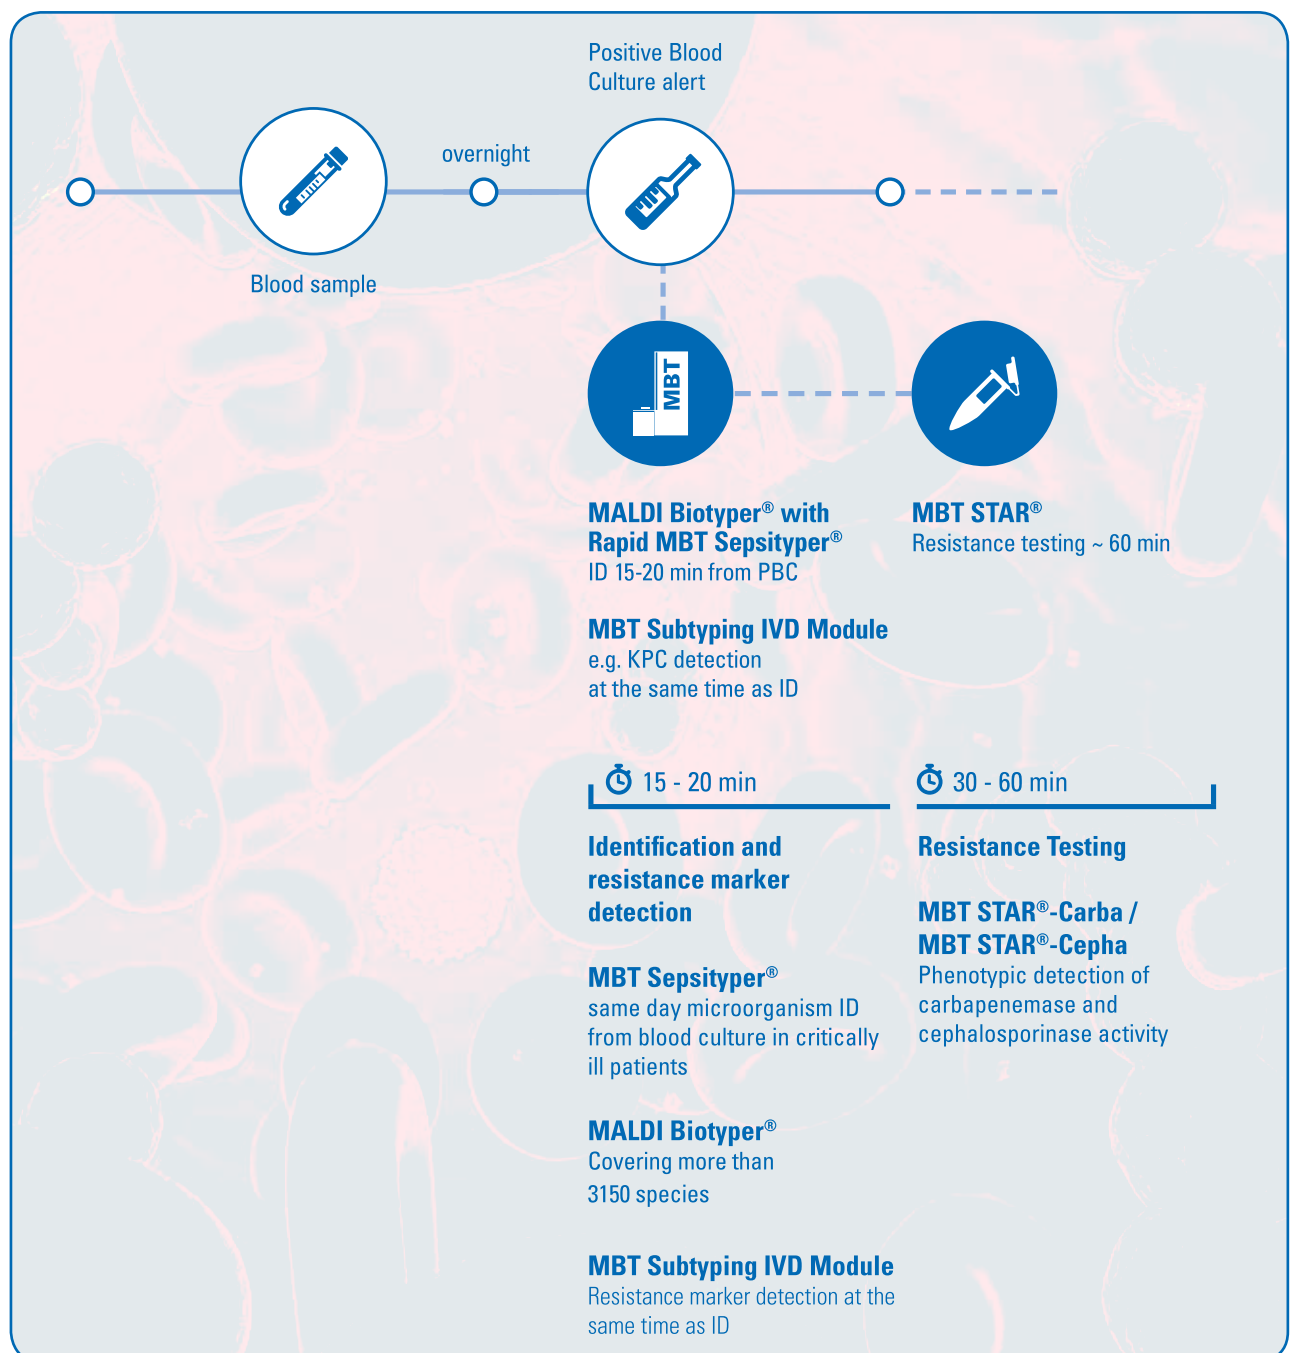 Positive Blood
Culture alert
overnight
Blood sample
MBT
MALDI Biotyper® with
Rapid MBT Sepsityper®
ID 15-20 min from PBC
MBT Subtyping IVD Module
e.g. KPC detection
at the same time as ID
MBT STAR®
Resistance testing ~ 60 min
15 - 20 min
Identification and
resistance marker
detection
MBT Sepsityper®
same day microorganism ID
from blood culture in critically
ill patients
MALDI Biotyper®
Covering more than
3150 species
MBT Subtyping IVD Module
Resistance marker detection at the
same time as ID
30 - 60 min
Resistance Testing
MBT STAR®-Carba /
MBT STAR®-Cepha
Phenotypic detection of
carbapenemase and
cephalosporinase activity